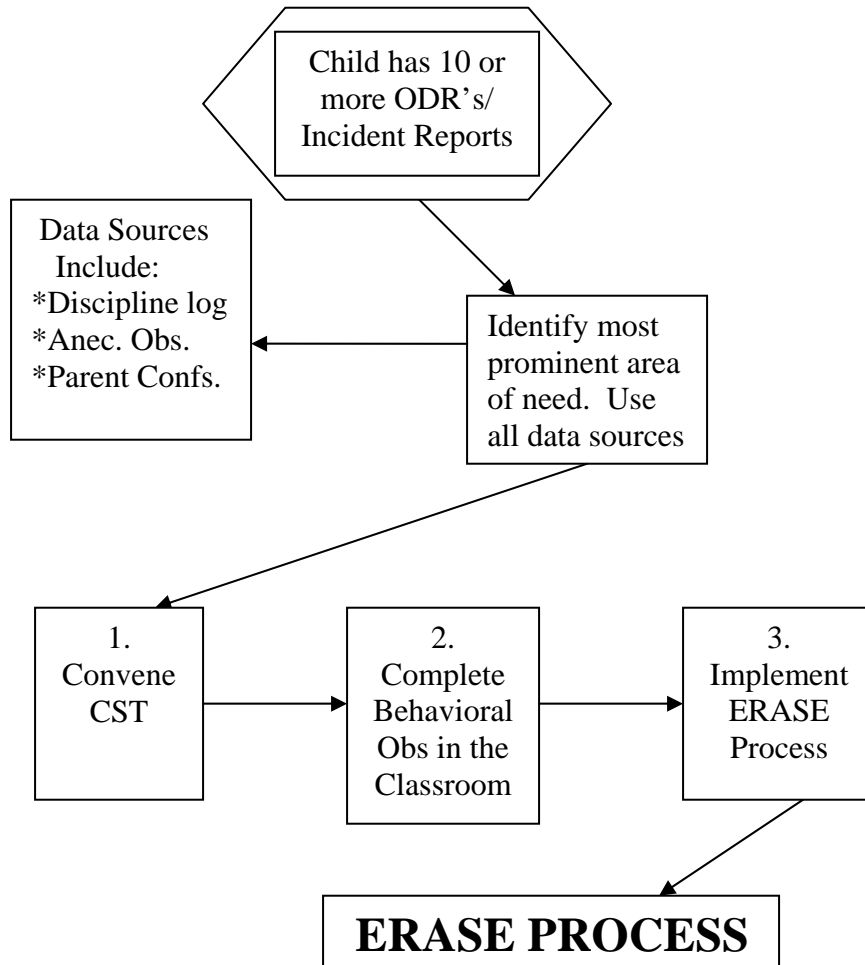 Child has 10 or
more ODR's/
Incident Reports
Data Sources
Include:
*Discipline log
*Anec. Obs.
*Parent Confs.
Identify most
prominent area
of need.  Use
all data sources
1.
Convene
CST
2.
Complete
Behavioral
Obs in the
Classroom
3.
Implement
ERASE
Process
ERASE PROCESS